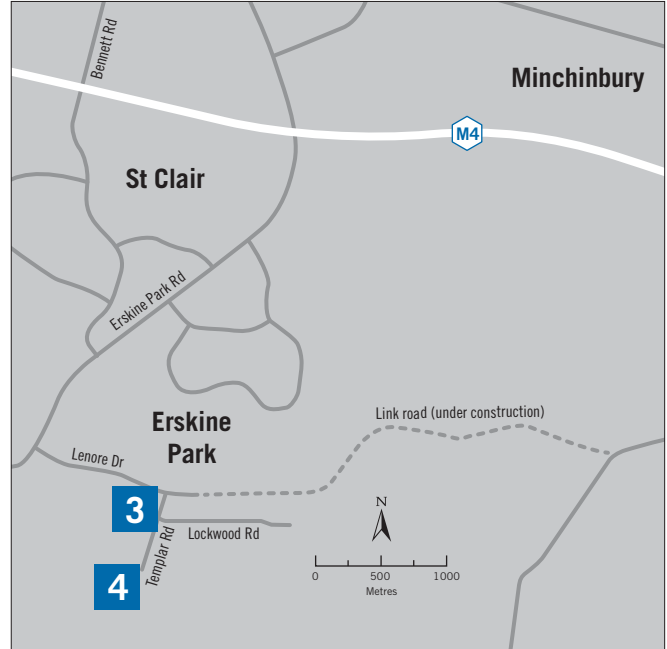 Bennett Rd
Minchinbury
M4
St Clair
Erskine Park Rd
Erskine
Park
Link road (under construction)
Lenore Dr
3
N
Lockwood Rd
Templar Rd
4
0 500 1000
Metres